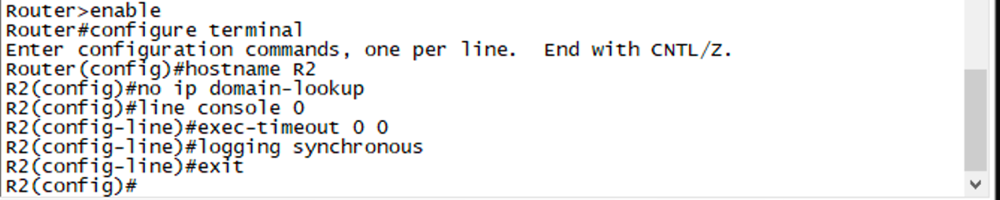 Router>enable
Router#configure terminal
Enter configuration commands, one per line.  End with CNTL/Z.
Router(config)#hostname R2
R2(config)#no ip domain-lookup
R2(config)#line console 0
R2(config-line)#exec-timeout 0 0
R2(config-line)#logging synchronous
R2(config-line)#exit
R2(config)#